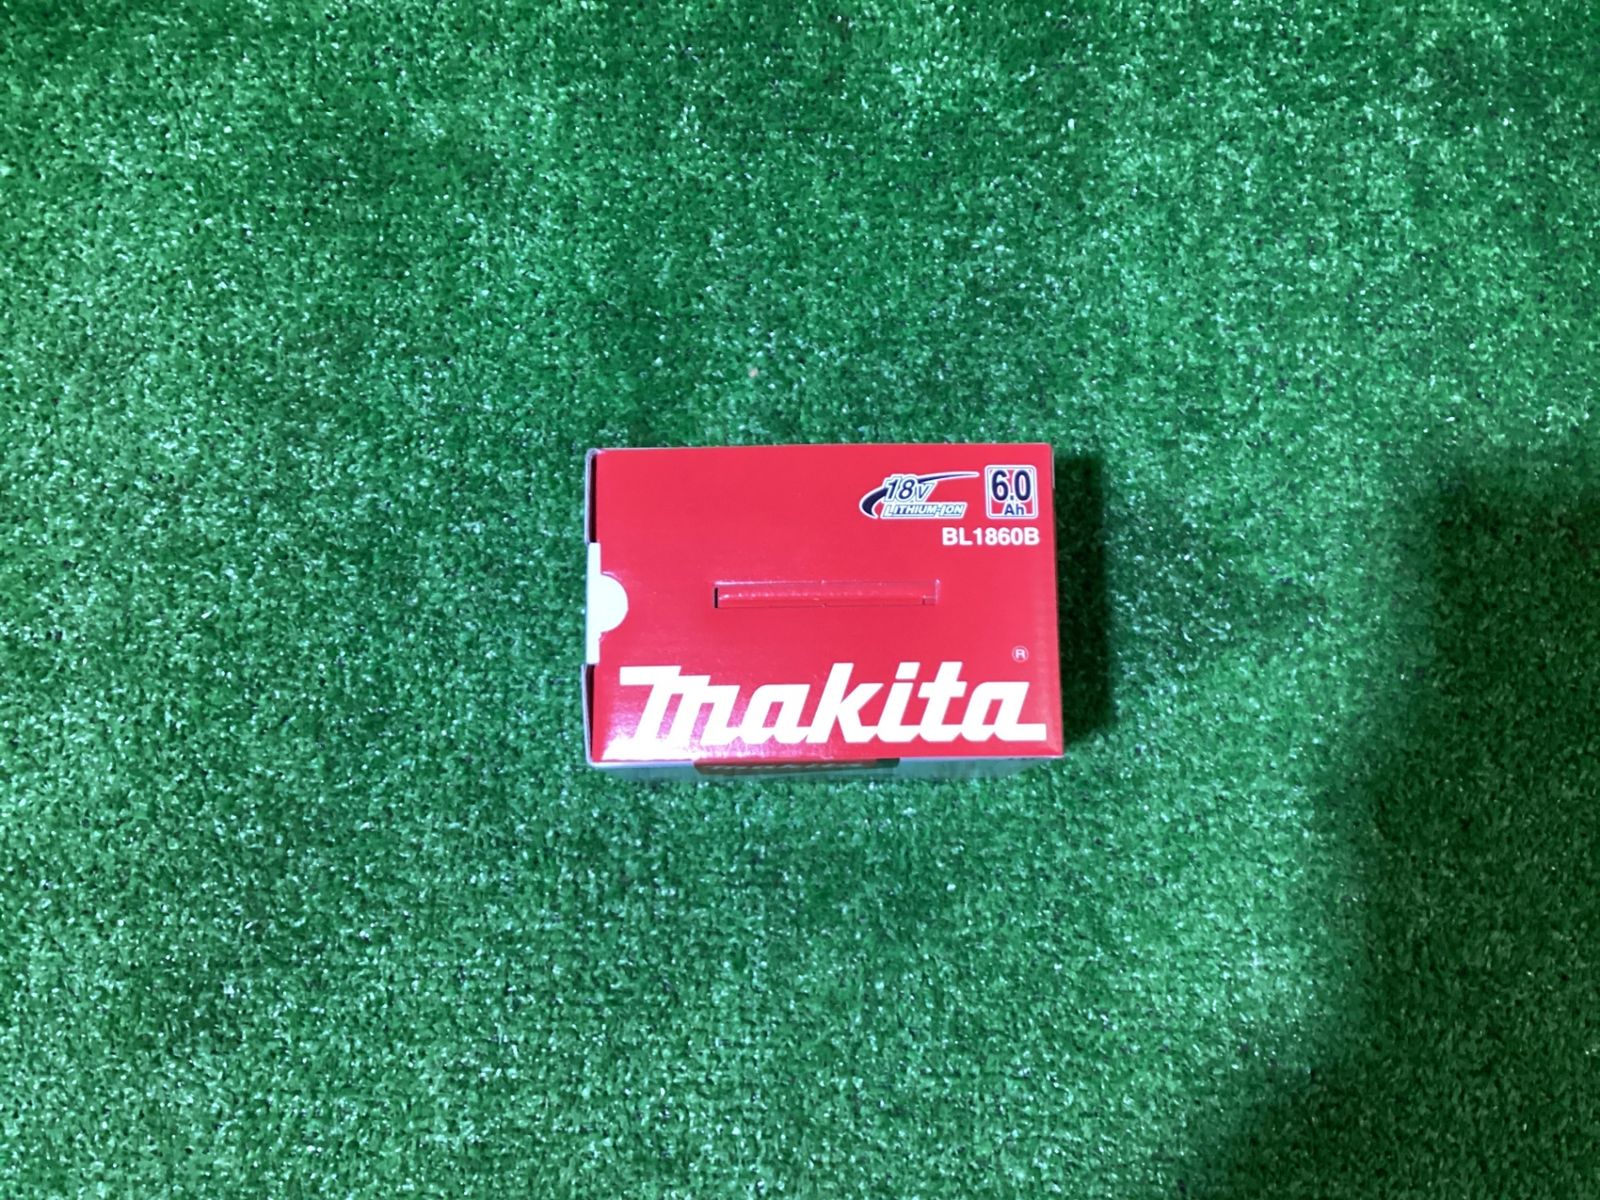 18V
LITHIUM-ION
6.0
Ah
BL1860B
makita®